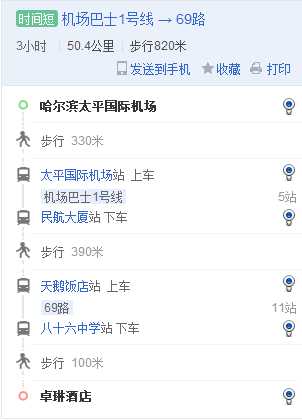 时间短 机场巴士1号线 → 69路
3小时 50.4公里 步行820米
发送到手机 收藏 打印
哈尔滨太平国际机场
步行 330米
太平国际机场站 上车
机场巴士1号线 5站
民航大厦站 下车
步行 390米
天鹅饭店站 上车
69路 11站
八十六中学站 下车
步行 100米
卓琳酒店